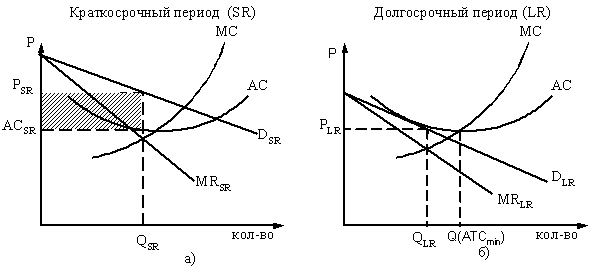 Краткосрочный период (SR)
P
MC
P_SR
AC
AC_SR
D_SR
MR_SR
Q_SR
кол-во
а)
Долгосрочный период (LR)
P
MC
AC
P_LR
D_LR
MR_LR
Q_LR
Q(ATC_min)
кол-во
б)